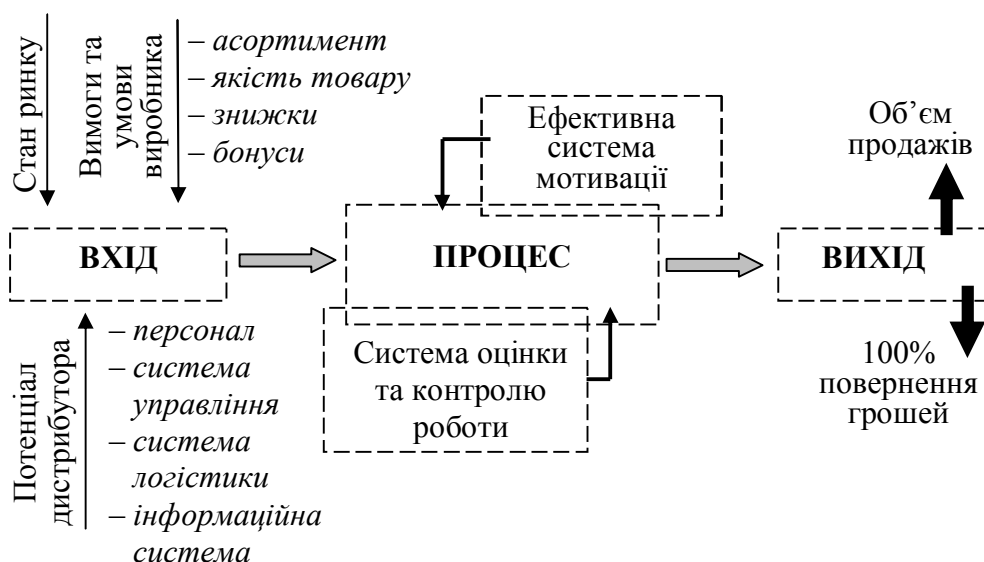 Стан ринку
Вимоги та
умови
виробника
– асортимент
– якість товару
– знижки
– бонуси
Ефективна
система
мотивації
Об’єм
продажів
ВХІД
ПРОЦЕС
ВИХІД
Потенціал
дистрибутора
– персонал
– система
управління
– система
логістики
– інформаційна
система
Система оцінки
та контролю
роботи
100%
повернення
грошей